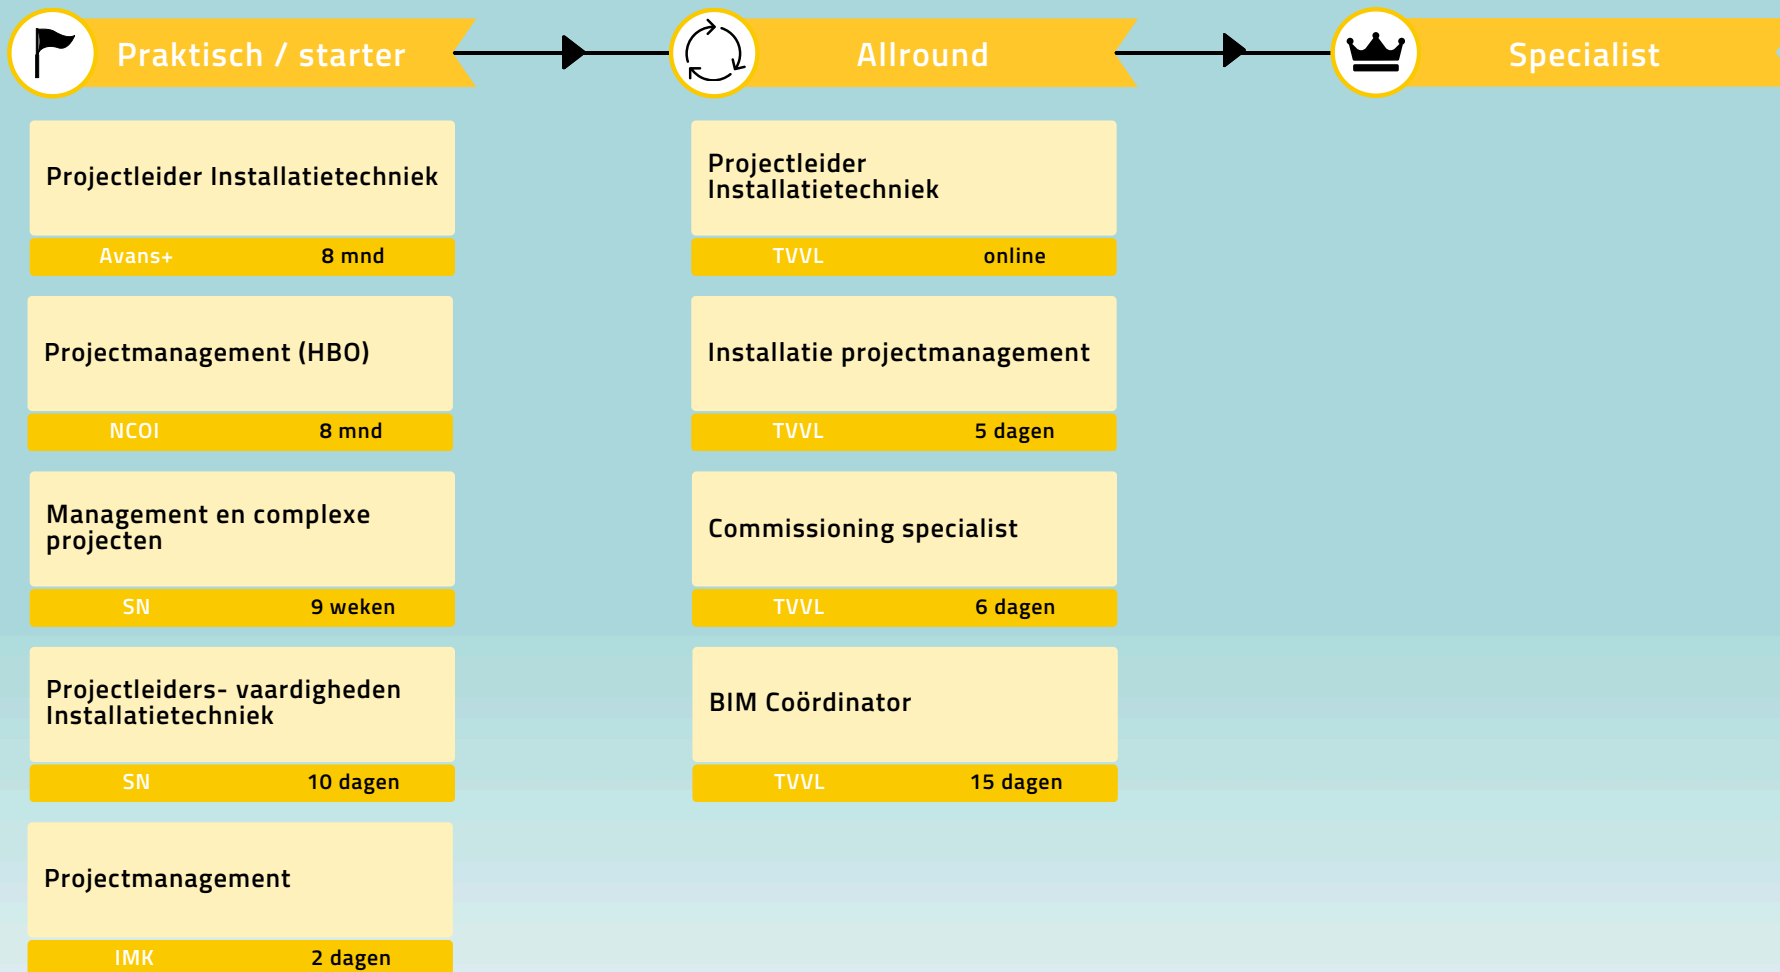 Praktisch / starter
Allround
Specialist
Projectleider Installatietechniek
Avans+ 8 mnd
Projectmanagement (HBO)
NCOI 8 mnd
Management en complexe
projecten
SN 9 weken
Projectleiders- vaardigheden
Installatietechniek
SN 10 dagen
Projectmanagement
IMK 2 dagen
Projectleider
Installatietechniek
TVVL online
Installatie projectmanagement
TVVL 5 dagen
Commissioning specialist
TVVL 6 dagen
BIM Coördinator
TVVL 15 dagen